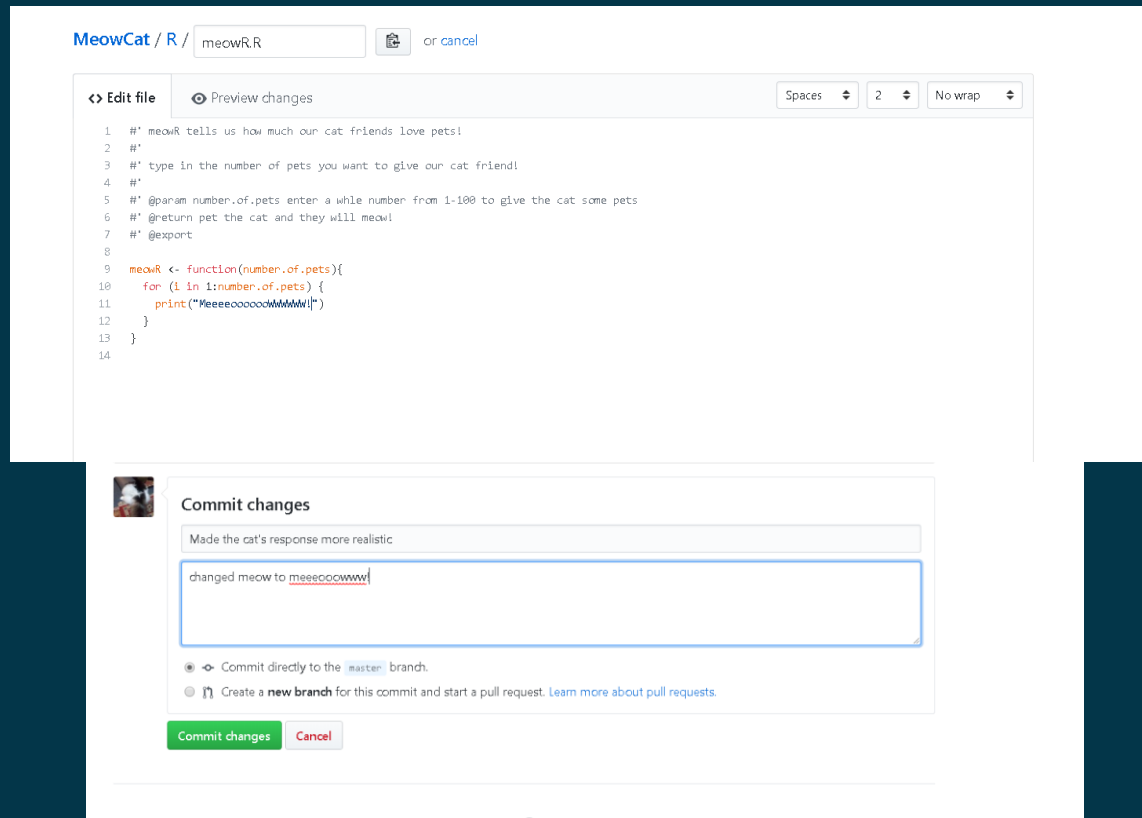 MeowCat / R / meowR.R or cancel
<> Edit file Preview changes Spaces 2 No wrap
1 #' meowR tells us how much our cat friends love pets!
2 #'
3 #' type in the number of pets you want to give our cat friend!
4 #'
5 #' @param number.of.pets enter a whle number from 1-100 to give the cat some pets
6 #' @return pet the cat and they will meow!
7 #' @export
8
9 meowR <- function(number.of.pets){
10 for (i in 1:number.of.pets) {
11 print("MeeeeooooooWWWWWW!")
12 }
13 }
14
Commit changes
Made the cat's response more realistic
changed meow to meeeooowww!
Commit directly to the master branch.
Create a new branch for this commit and start a pull request. Learn more about pull requests.
Commit changes Cancel